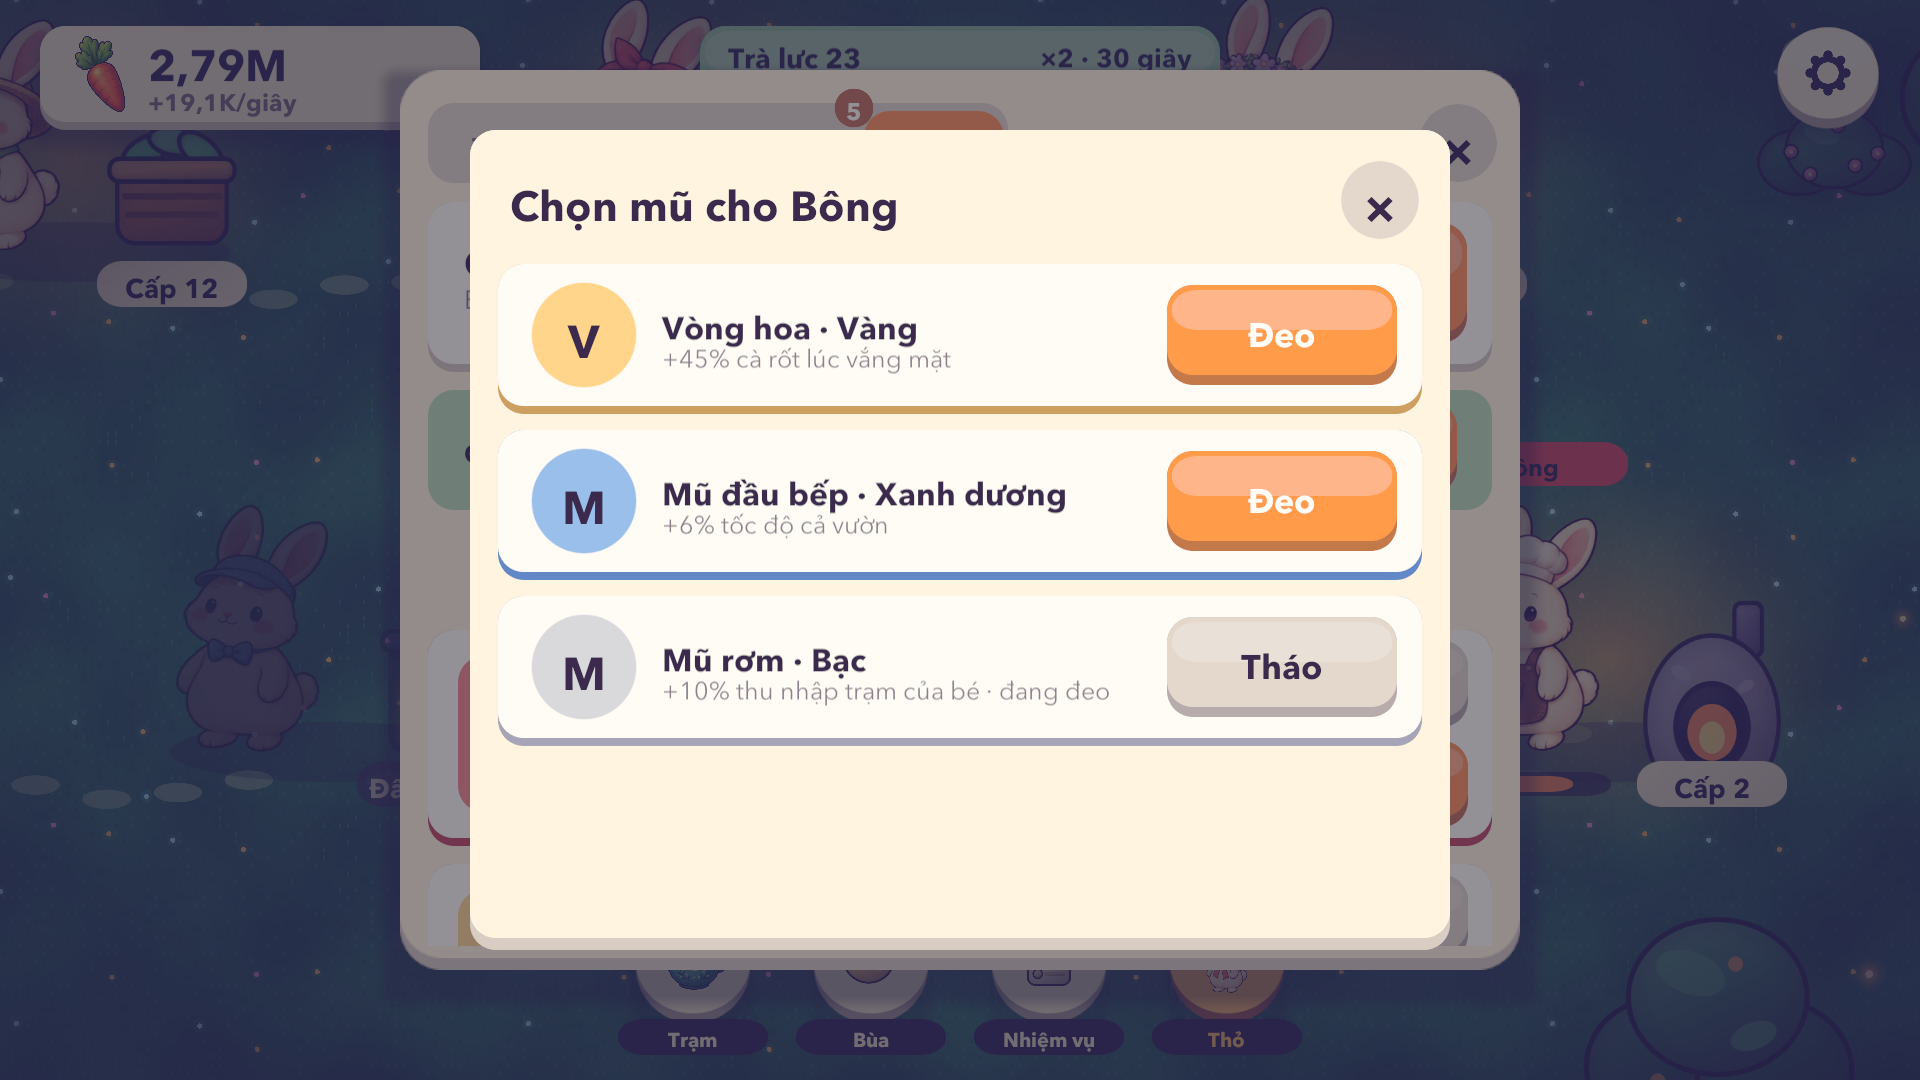 2,79M
+19,1K/giây
Trà lực 23
×2 · 30 giây
5
Chọn mũ cho Bông
V
Vòng hoa · Vàng
+45% cà rốt lúc vắng mặt
Đeo
M
Mũ đầu bếp · Xanh dương
+6% tốc độ cả vườn
Đeo
M
Mũ rơm · Bạc
+10% thu nhập trạm của bé · đang đeo
Tháo
Cấp 12
Cấp 2
Trạm
Bùa
Nhiệm vụ
Thỏ